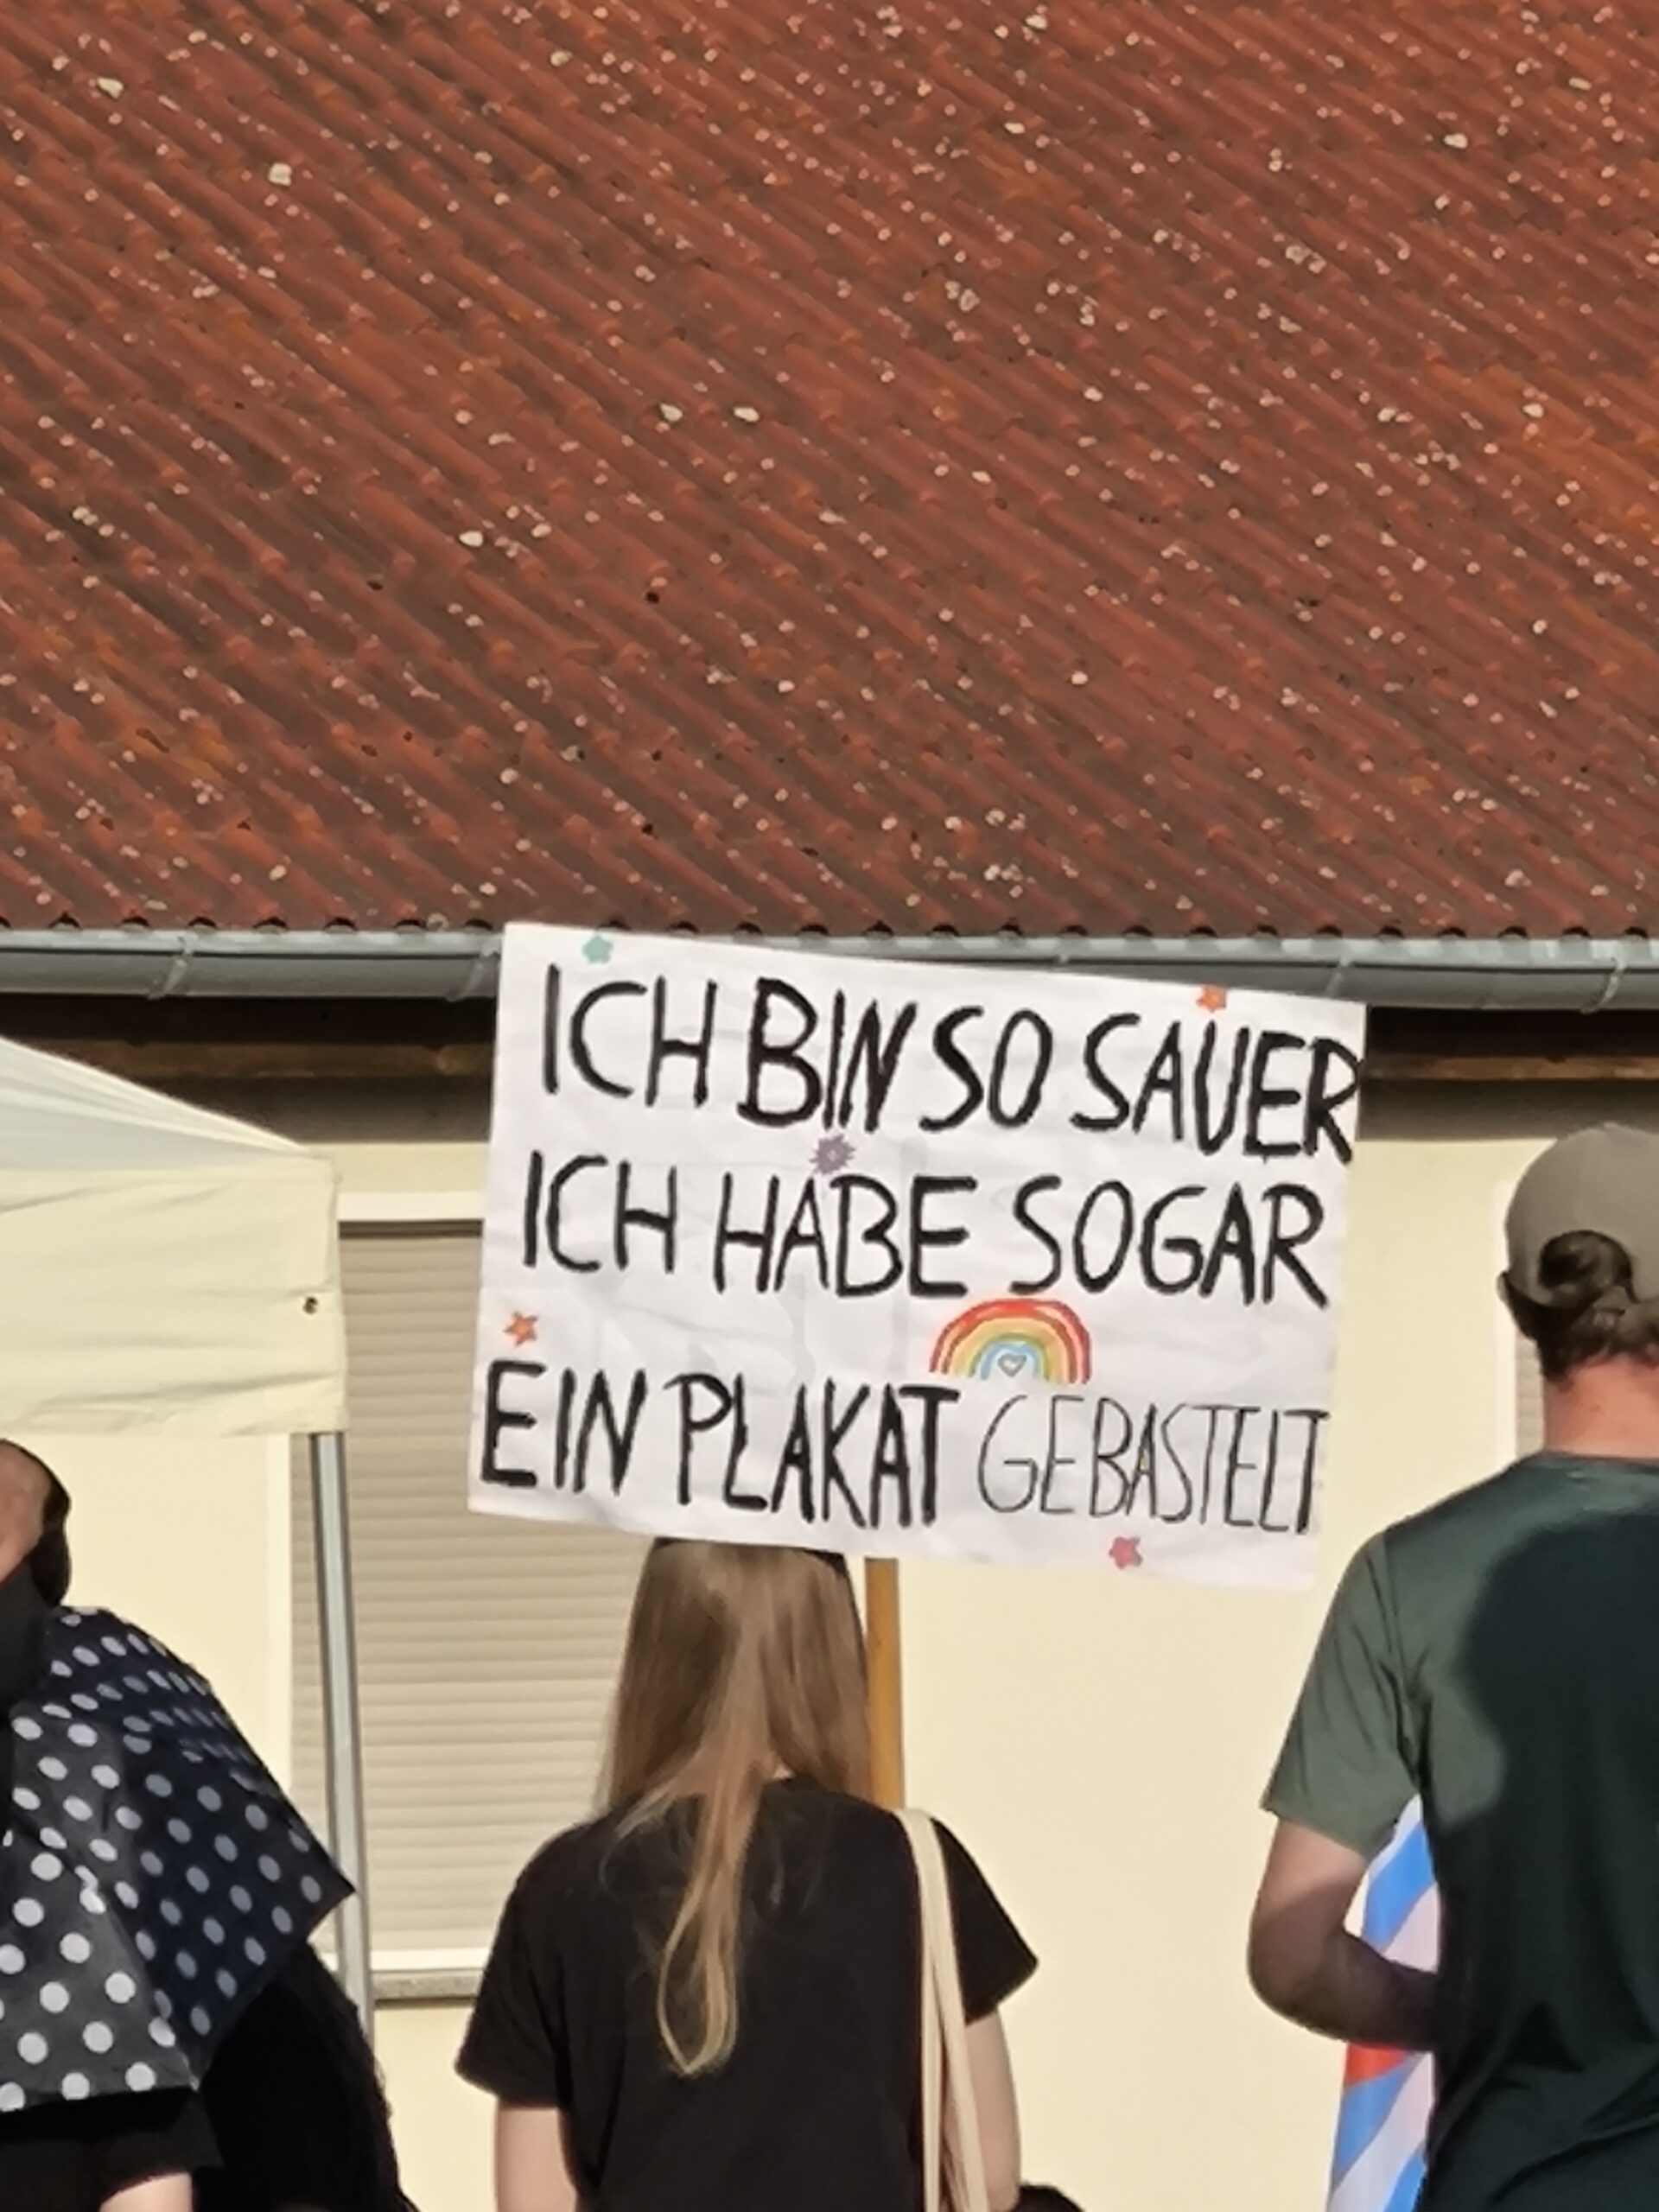 ICH BIN SO SAUER
ICH HABE SOGAR
EIN PLAKAT GEBASTELT